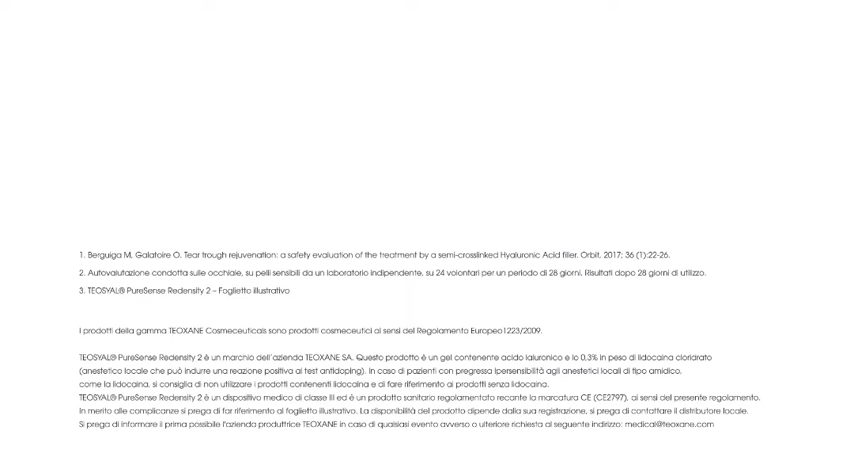 1. Berguiga M, Galatoire O. Tear trough rejuvenation: a safety evaluation of the treatment by a semi-crosslinked Hyaluronic Acid filler. Orbit, 2017; 36 (1):22-26.
2. Autovalutazione condotta sulle occhiaie, su pelli sensibili da un laboratorio indipendente, su 24 volontari per un periodo di 28 giorni. Risultati dopo 28 giorni di utilizzo.
3. TEOSYAL® PureSense Redensity 2 – Foglietto illustrativo
I prodotti della gamma TEOXANE Cosmeceuticals sono prodotti cosmeceutici ai sensi del Regolamento Europeo1223/2009.
TEOSYAL® PureSense Redensity 2 è un marchio dell'azienda TEOXANE SA. Questo prodotto è un gel contenente acido ialuronico e lo 0,3% in peso di lidocaina cloridrato
(anestetico locale che può indurre una reazione positiva ai test antidoping). In caso di pazienti con pregressa ipersensibilità agli anestetici locali di tipo amidico,
come la lidocaina, si consiglia di non utilizzare i prodotti contenenti lidocaina e di fare riferimento ai prodotti senza lidocaina.
TEOSYAL® PureSense Redensity 2 è un dispositivo medico di classe III ed è un prodotto sanitario regolamentato recante la marcatura CE (CE2797), ai sensi del presente regolamento.
In merito alle complicanze si prega di far riferimento al foglietto illustrativo. La disponibilità del prodotto dipende dalla sua registrazione, si prega di contattare il distributore locale.
Si prega di informare il prima possibile l'azienda produttrice TEOXANE in caso di qualsiasi evento avverso o ulteriore richiesta al seguente indirizzo: medical@teoxane.com